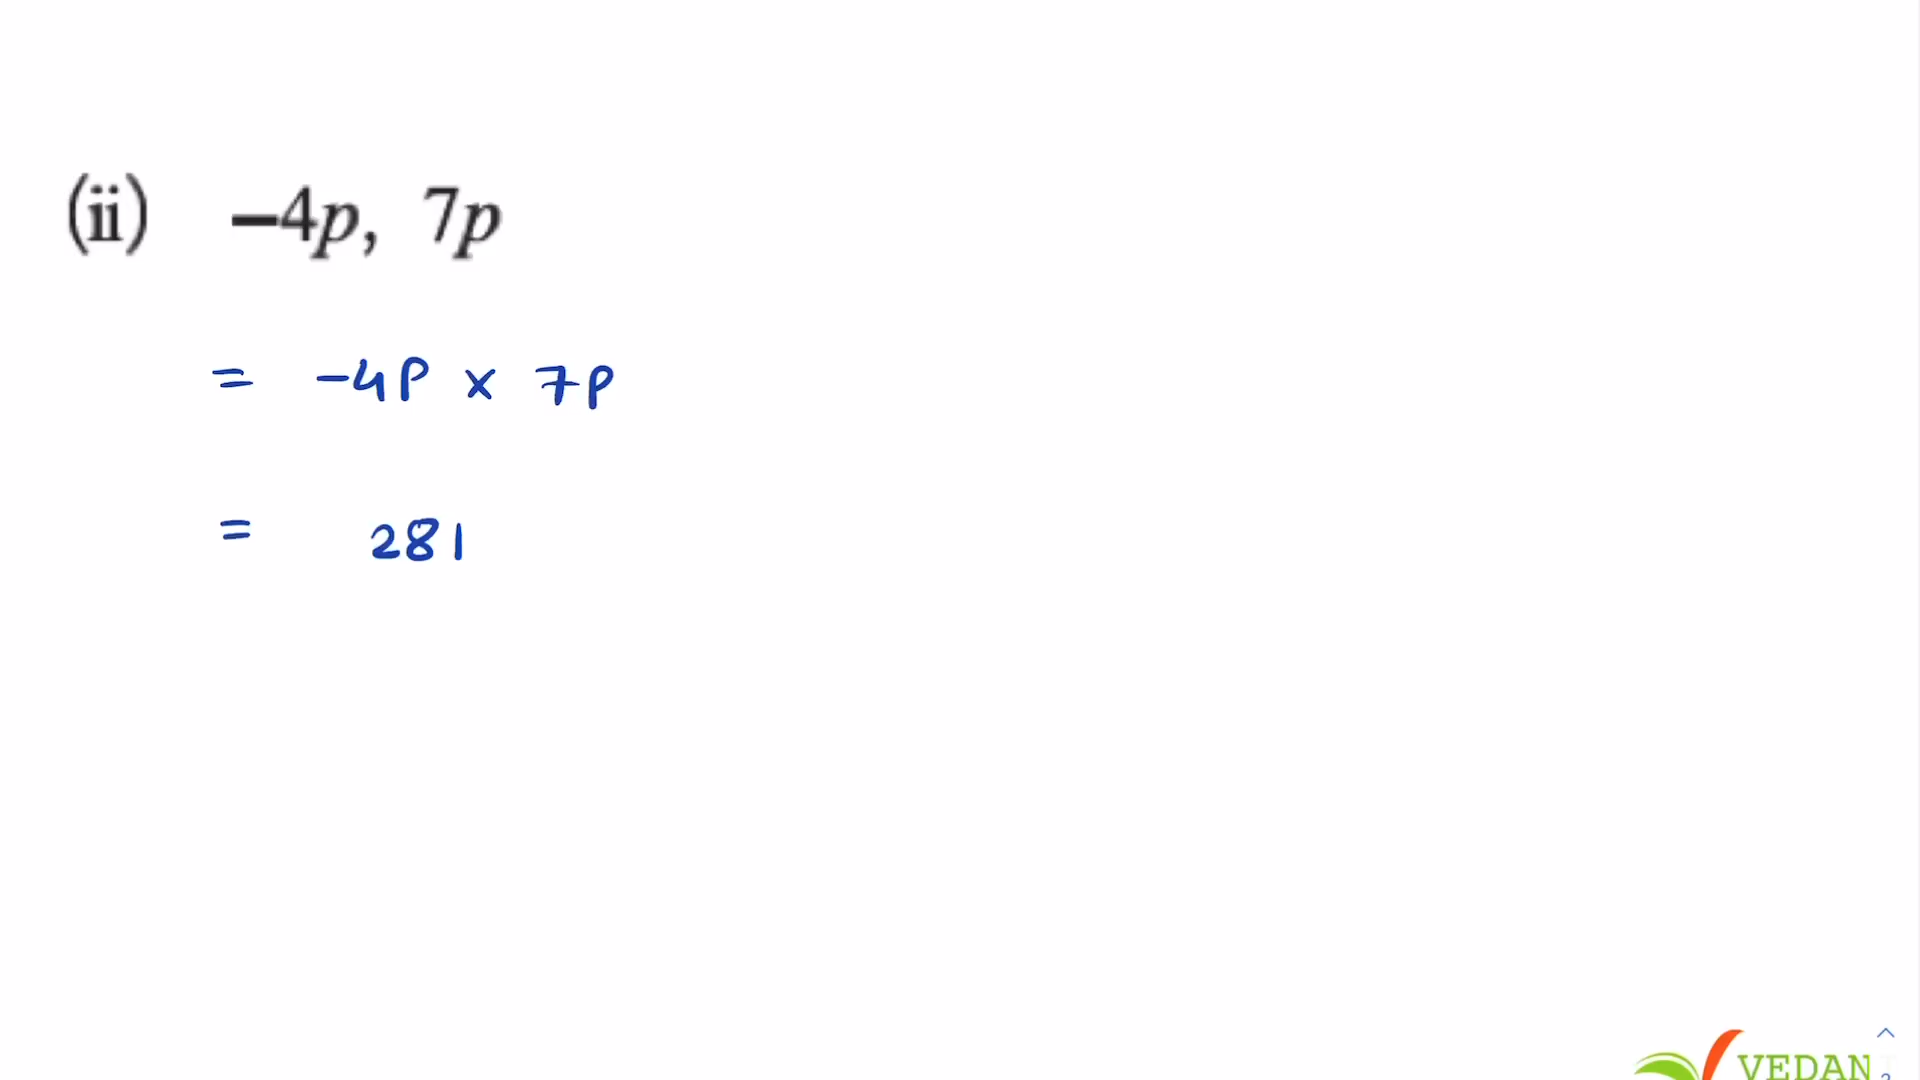 (ii) –4p, 7p
= -4P × 7P
= 281
VEDAN